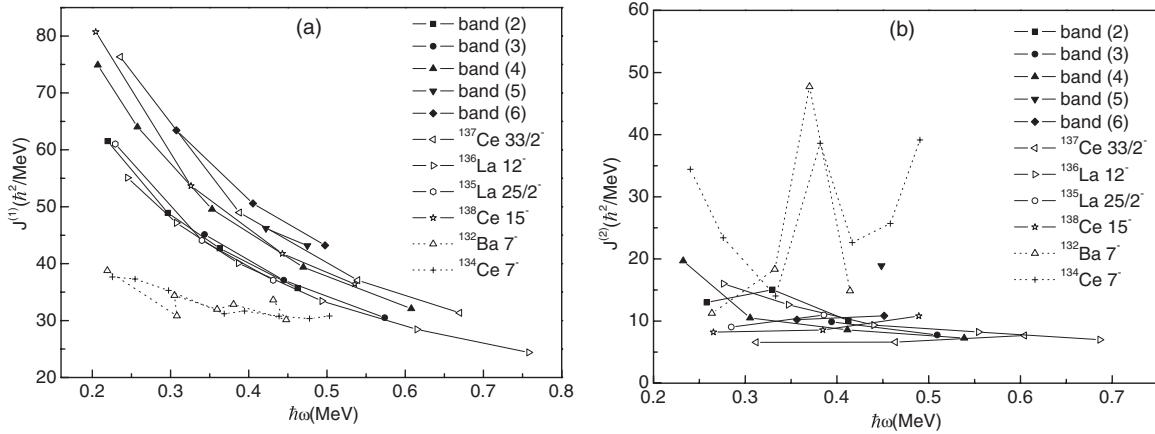 (a)
80
70
60
50
40
30
20
J⁽¹⁾(ℏ²/MeV)
0.1 0.2 0.3 0.4 0.5 0.6 0.7 0.8
ℏω(MeV)
band (2)
band (3)
band (4)
band (5)
band (6)
¹³⁷Ce 33/2⁻
¹³⁶La 12⁻
¹³⁵La 25/2⁻
¹³⁸Ce 15⁻
¹³²Ba 7⁻
¹³⁴Ce 7⁻
(b)
60
50
40
30
20
10
0
J⁽²⁾(ℏ²/MeV)
0.2 0.3 0.4 0.5 0.6 0.7
ℏω(MeV)
band (2)
band (3)
band (4)
band (5)
band (6)
¹³⁷Ce 33/2⁻
¹³⁶La 12⁻
¹³⁵La 25/2⁻
¹³⁸Ce 15⁻
¹³²Ba 7⁻
¹³⁴Ce 7⁻